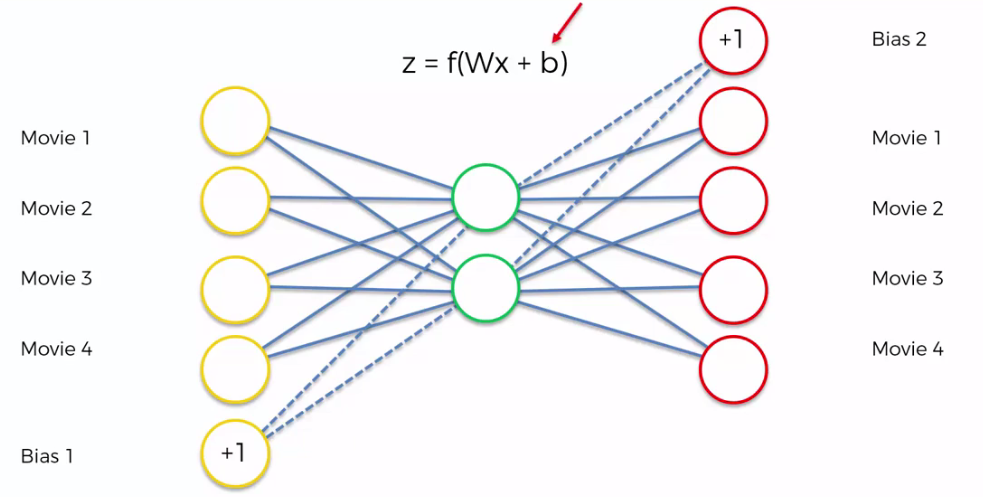 z = f(Wx + b)
+1
Bias 2
Movie 1
Movie 1
Movie 2
Movie 2
Movie 3
Movie 3
Movie 4
Movie 4
Bias 1
+1